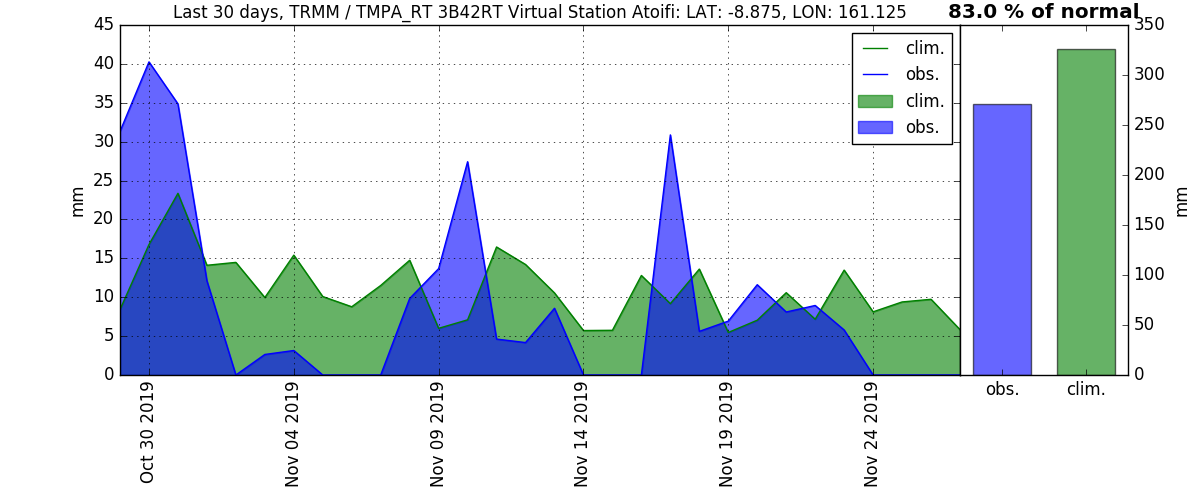 Last 30 days, TRMM / TMPA_RT 3B42RT Virtual Station Atoifi: LAT: -8.875, LON: 161.125
83.0 % of normal
45
40
35
30
25
20
15
10
5
0
mm
clim.
obs.
clim.
obs.
Oct 30 2019
Nov 04 2019
Nov 09 2019
Nov 14 2019
Nov 19 2019
Nov 24 2019
350
300
250
200
150
100
50
0
mm
obs.
clim.